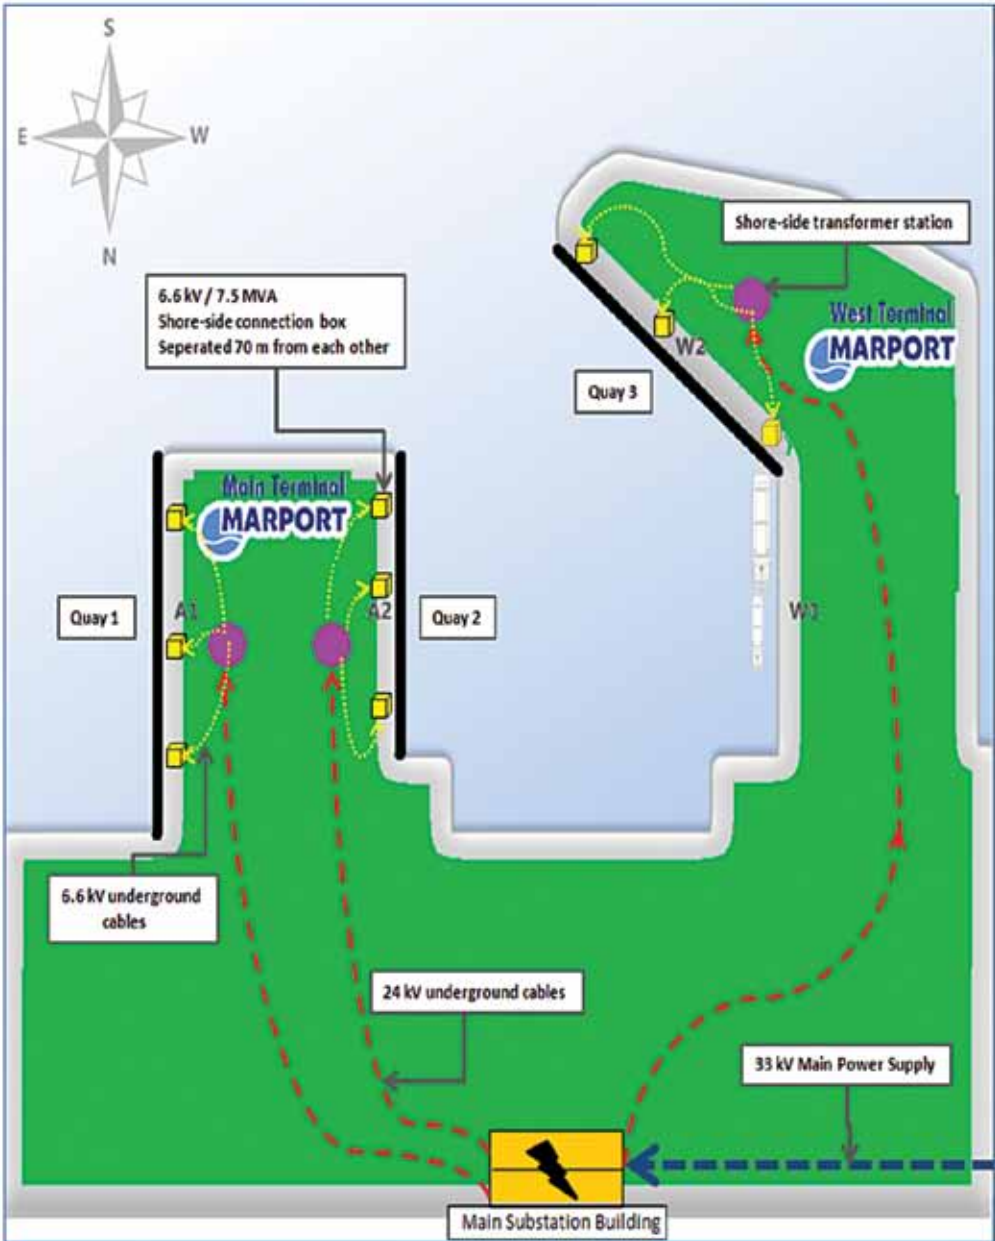 S
E
W
N
Shore-side transformer station
6.6 kV / 7.5 MVA
Shore-side connection box
Seperated 70 m from each other
West Terminal
MARPORT
W2
Quay 3
Main Terminal
MARPORT
Quay 1
A1
A2
Quay 2
W1
6.6 kV underground
cables
24 kV underground cables
33 kV Main Power Supply
Main Substation Building